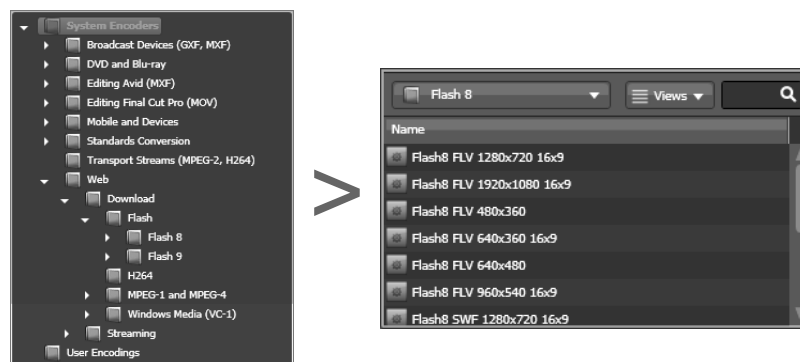 System Encoders
Broadcast Devices (GXF, MXF)
DVD and Blu-ray
Editing Avid (MXF)
Editing Final Cut Pro (MOV)
Mobile and Devices
Standards Conversion
Transport Streams (MPEG-2, H264)
Web
Download
Flash
Flash 8
Flash 9
H264
MPEG-1 and MPEG-4
Windows Media (VC-1)
Streaming
User Encodings
>
Flash 8 Views
Name
Flash8 FLV 1280x720 16x9
Flash8 FLV 1920x1080 16x9
Flash8 FLV 480x360
Flash8 FLV 640x360 16x9
Flash8 FLV 640x480
Flash8 FLV 960x540 16x9
Flash8 SWF 1280x720 16x9